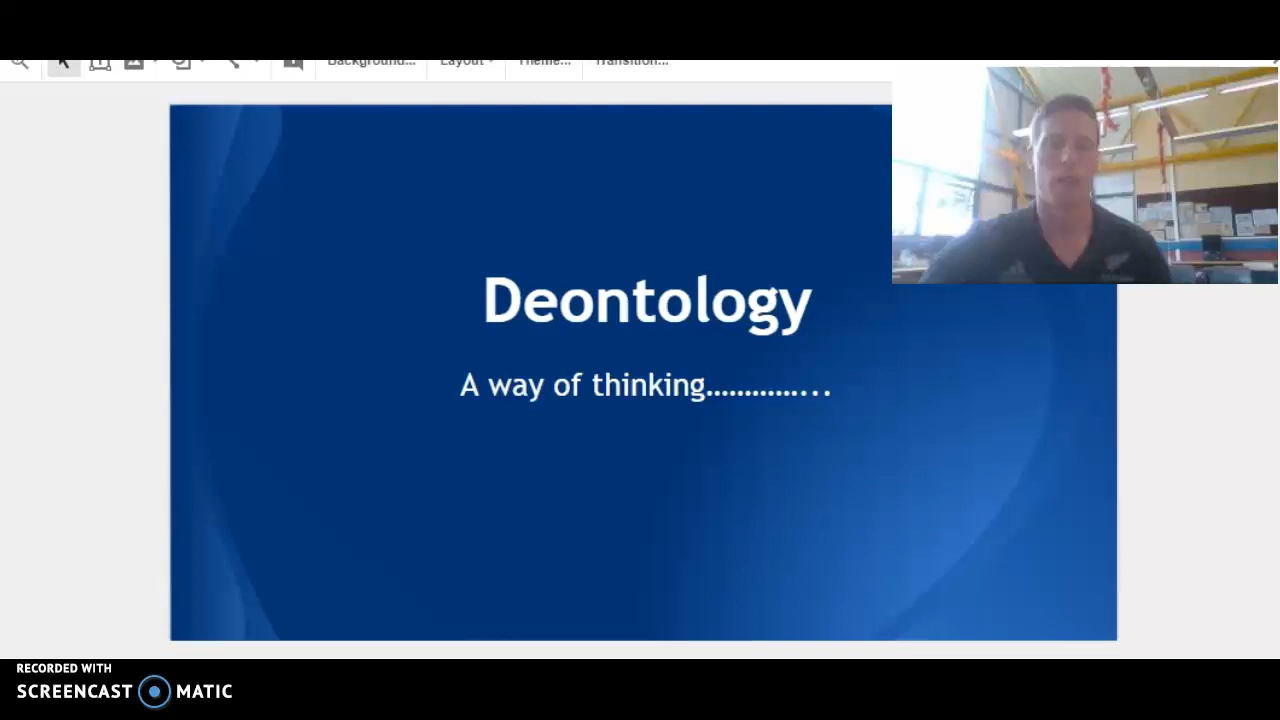 Background... Layout Theme... Transition...
Deontology
A way of thinking................
RECORDED WITH
SCREENCAST MATIC